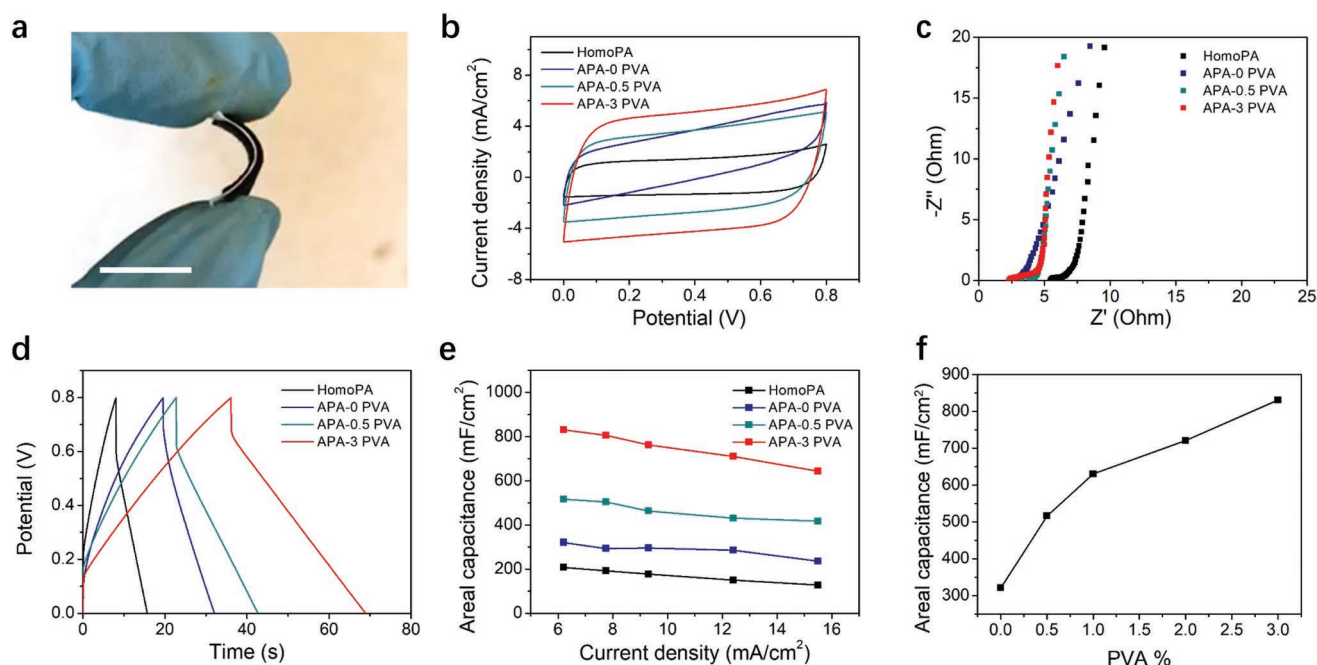 a
b
HomoPA
APA-0 PVA
APA-0.5 PVA
APA-3 PVA
Current density (mA/cm²)
8
4
0
-4
-8
0.0 0.2 0.4 0.6 0.8
Potential (V)
c
HomoPA
APA-0 PVA
APA-0.5 PVA
APA-3 PVA
-Z" (Ohm)
20
15
10
5
0
0 5 10 15 20 25
Z' (Ohm)
d
HomoPA
APA-0 PVA
APA-0.5 PVA
APA-3 PVA
Potential (V)
0.8
0.6
0.4
0.2
0.0
0 20 40 60 80
Time (s)
e
HomoPA
APA-0 PVA
APA-0.5 PVA
APA-3 PVA
Areal capacitance (mF/cm²)
1000
800
600
400
200
0
6 8 10 12 14 16
Current density (mA/cm²)
f
Areal capacitance (mF/cm²)
900
800
700
600
500
400
300
0.0 0.5 1.0 1.5 2.0 2.5 3.0
PVA %